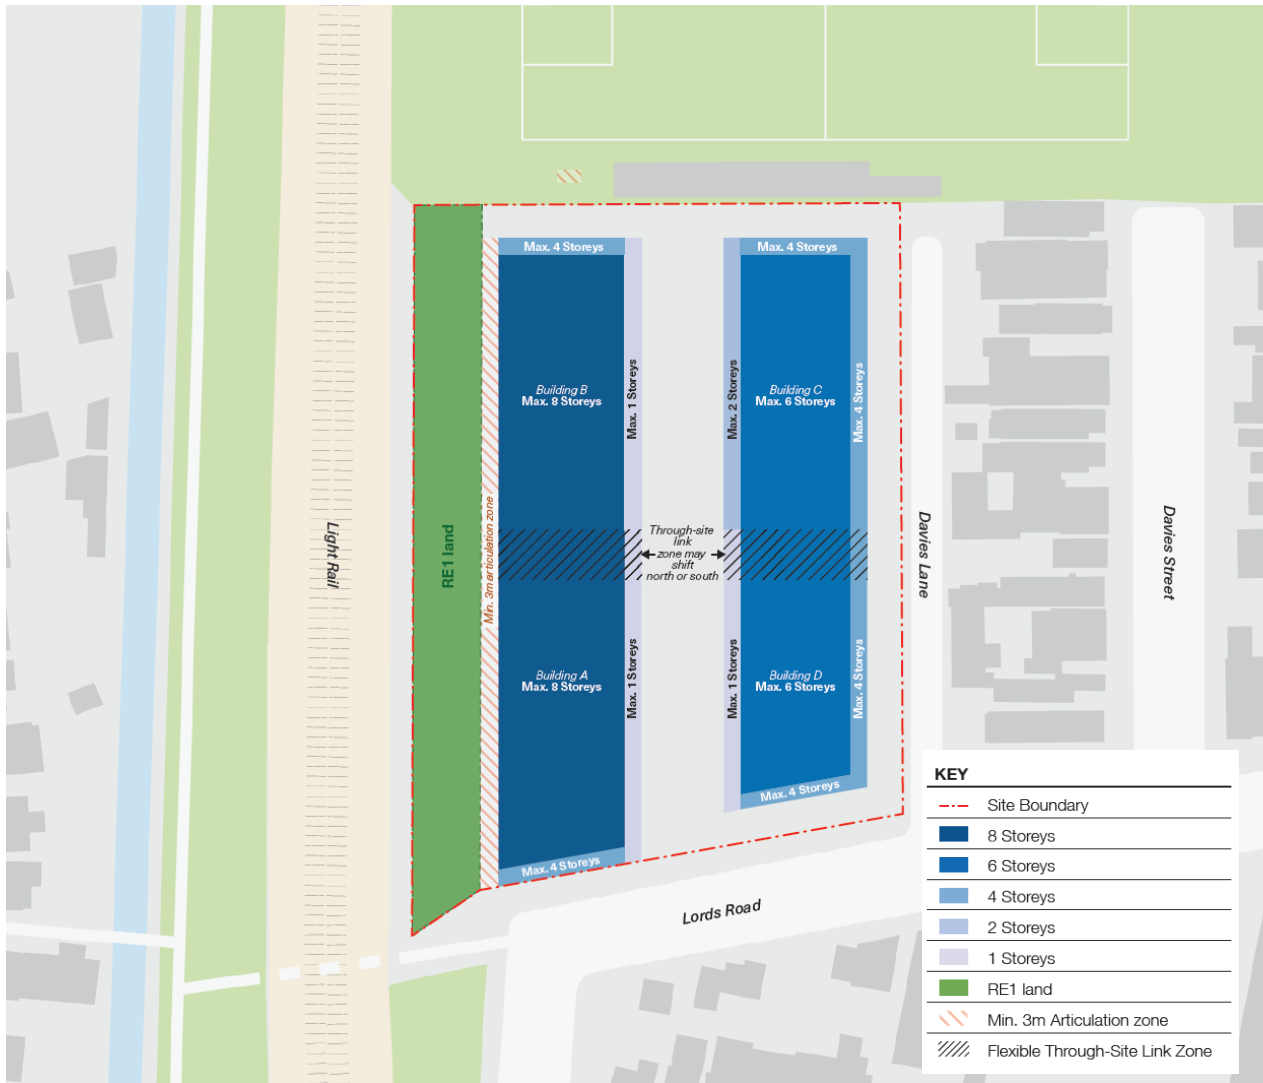 Max. 4 Storeys
Max. 4 Storeys
Building B
Max. 8 Storeys
Max. 1 Storeys
Max. 2 Storeys
Building C
Max. 6 Storeys
Max. 4 Storeys
Light Rail
RE1 land
Min. 3m articulation zone
Through-site
link
zone may
shift
north or south
Davies Lane
Davies Street
Building A
Max. 8 Storeys
Max. 1 Storeys
Max. 1 Storeys
Building D
Max. 6 Storeys
Max. 4 Storeys
Max. 4 Storeys
Max. 4 Storeys
Lords Road
KEY
Site Boundary
8 Storeys
6 Storeys
4 Storeys
2 Storeys
1 Storeys
RE1 land
Min. 3m Articulation zone
Flexible Through-Site Link Zone